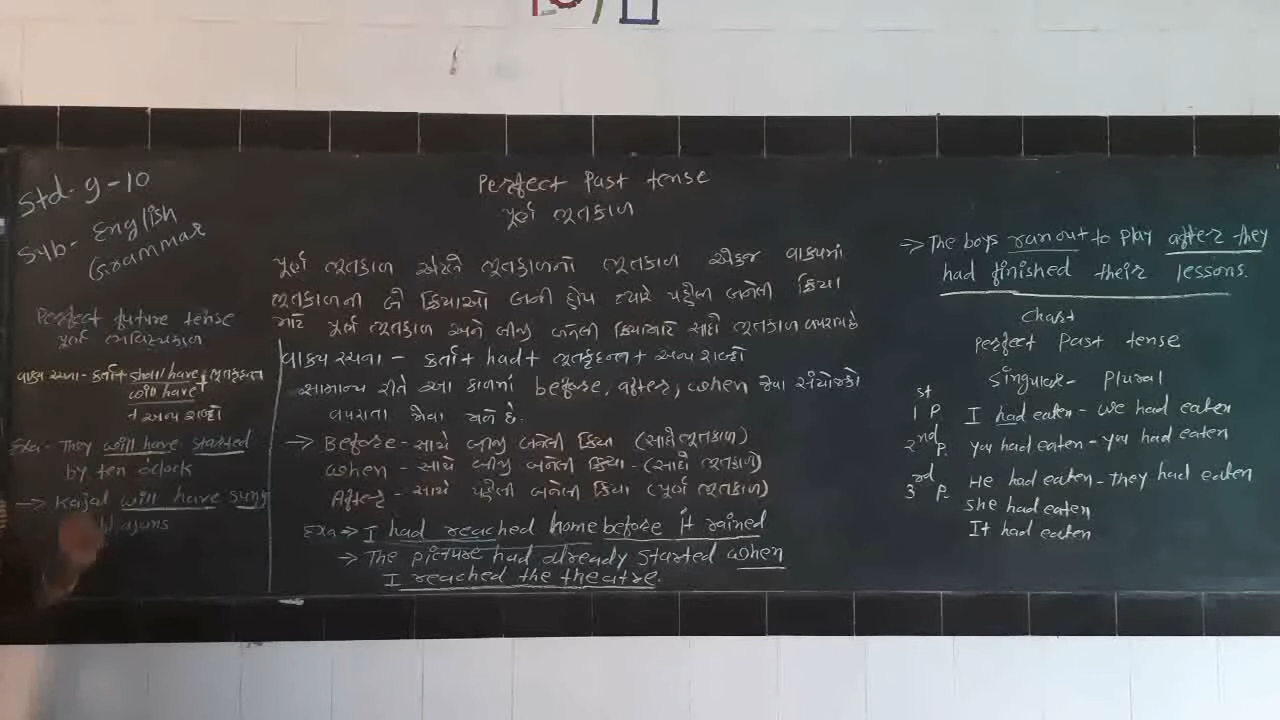 Std- 9-10
Sub- English
Grammar
Perfect future tense
પૂર્ણ ભવિષ્યકાળ
વાક્ય રચના - કર્તા + shall have / will have + ભૂતકૃદન્ત
+ અન્ય શબ્દો
Exa - They will have started
by ten o'clock
→ Kajal will have sung
bhajans
Perfect Past tense
પૂર્ણ ભૂતકાળ
પૂર્ણ ભૂતકાળ એટલે ભૂતકાળનો ભૂતકાળ એકજ વાક્યમાં
ભૂતકાળની બે ક્રિયાઓ બની હોય ત્યારે પહેલી બનેલી ક્રિયા
માટે પૂર્ણ ભૂતકાળ અને બીજી બનેલી ક્રિયામાટે સાદો ભૂતકાળ વપરાય છે
વાક્ય રચના - કર્તા + had + ભૂતકૃદન્ત + અન્ય શબ્દો
સામાન્ય રીતે આ કાળમાં before, after, when જેવા સંયોજકો
વપરાતા જોવા મળે છે.
→ Before - સાથે બીજી બનેલી ક્રિયા (સાદોભૂતકાળ)
when - સાથે બીજી બનેલી ક્રિયા - (સાદો ભૂતકાળ)
After - સાથે પહેલી બનેલી ક્રિયા (પૂર્ણ ભૂતકાળ)
Exa → I had reached home before it rained
→ The picture had already started when
I reached the theatre.
→ The boys ran out to play after they
had finished their lessons.
Chart
Perfect Past tense
Singular - Plural
1st P. I had eaten - we had eaten
2nd P. you had eaten - you had eaten
3rd P. He had eaten - They had eaten
She had eaten
It had eaten